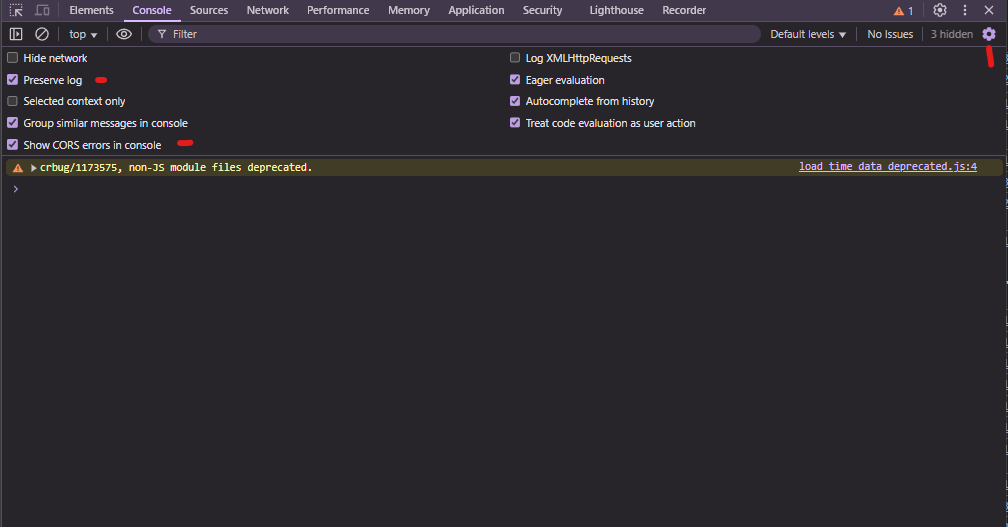 Elements Console Sources Network Performance Memory Application Security Lighthouse Recorder 1
top Filter Default levels No Issues 3 hidden
Hide network Log XMLHttpRequests
Preserve log Eager evaluation
Selected context only Autocomplete from history
Group similar messages in console Treat code evaluation as user action
Show CORS errors in console
crbug/1173575, non-JS module files deprecated. load_time_data_deprecated.js:4